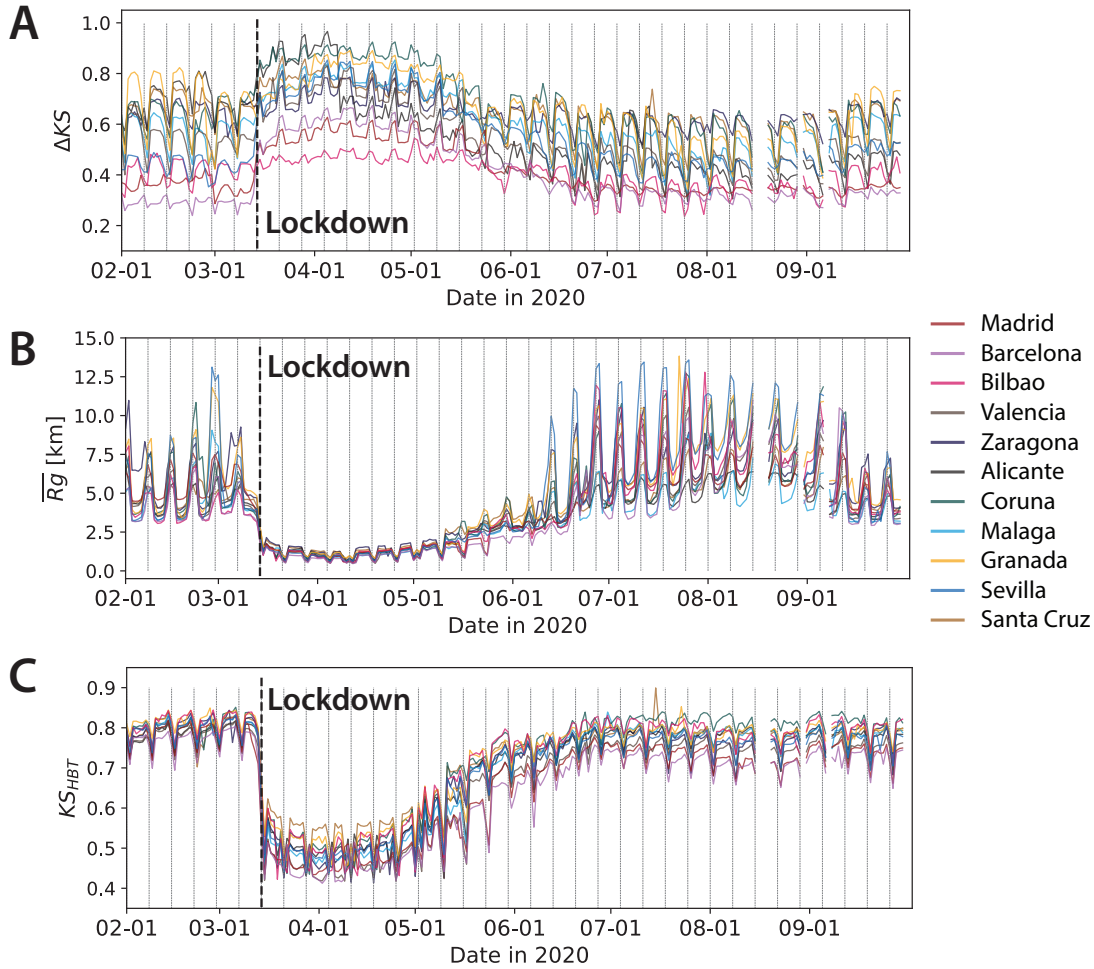 A
1.0
0.8
0.6
0.4
0.2
ΔKS
Lockdown
02-01 03-01 04-01 05-01 06-01 07-01 08-01 09-01
Date in 2020
B
15.0
12.5
10.0
7.5
5.0
2.5
0.0
Rg [km]
Lockdown
02-01 03-01 04-01 05-01 06-01 07-01 08-01 09-01
Date in 2020
Madrid
Barcelona
Bilbao
Valencia
Zaragona
Alicante
Coruna
Malaga
Granada
Sevilla
Santa Cruz
C
0.9
0.8
0.7
0.6
0.5
0.4
KS_HBT
Lockdown
02-01 03-01 04-01 05-01 06-01 07-01 08-01 09-01
Date in 2020